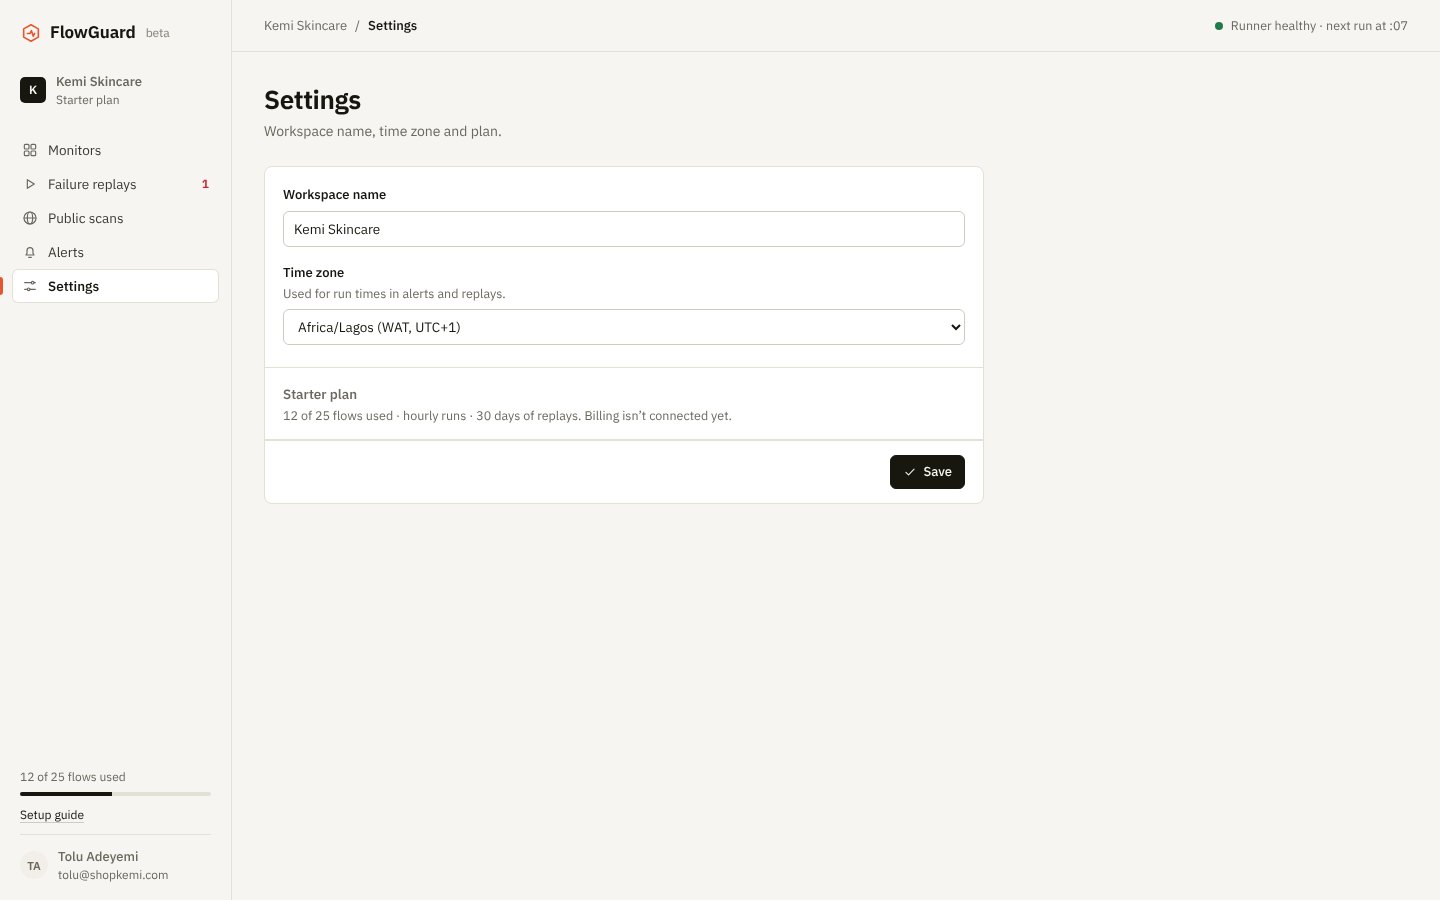 FlowGuard beta
K
Kemi Skincare
Starter plan
Monitors
Failure replays 1
Public scans
Alerts
Settings
12 of 25 flows used
Setup guide
TA
Tolu Adeyemi
tolu@shopkemi.com
Kemi Skincare / Settings
Runner healthy · next run at :07
Settings
Workspace name, time zone and plan.
Workspace name
Kemi Skincare
Time zone
Used for run times in alerts and replays.
Africa/Lagos (WAT, UTC+1)
Starter plan
12 of 25 flows used · hourly runs · 30 days of replays. Billing isn’t connected yet.
Save